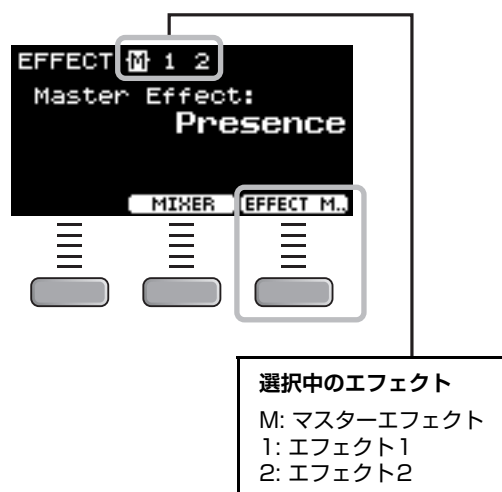 EFFECT M 1 2
Master Effect:
Presence
MIXER EFFECT M..
選択中のエフェクト
M: マスターエフェクト
1: エフェクト1
2: エフェクト2